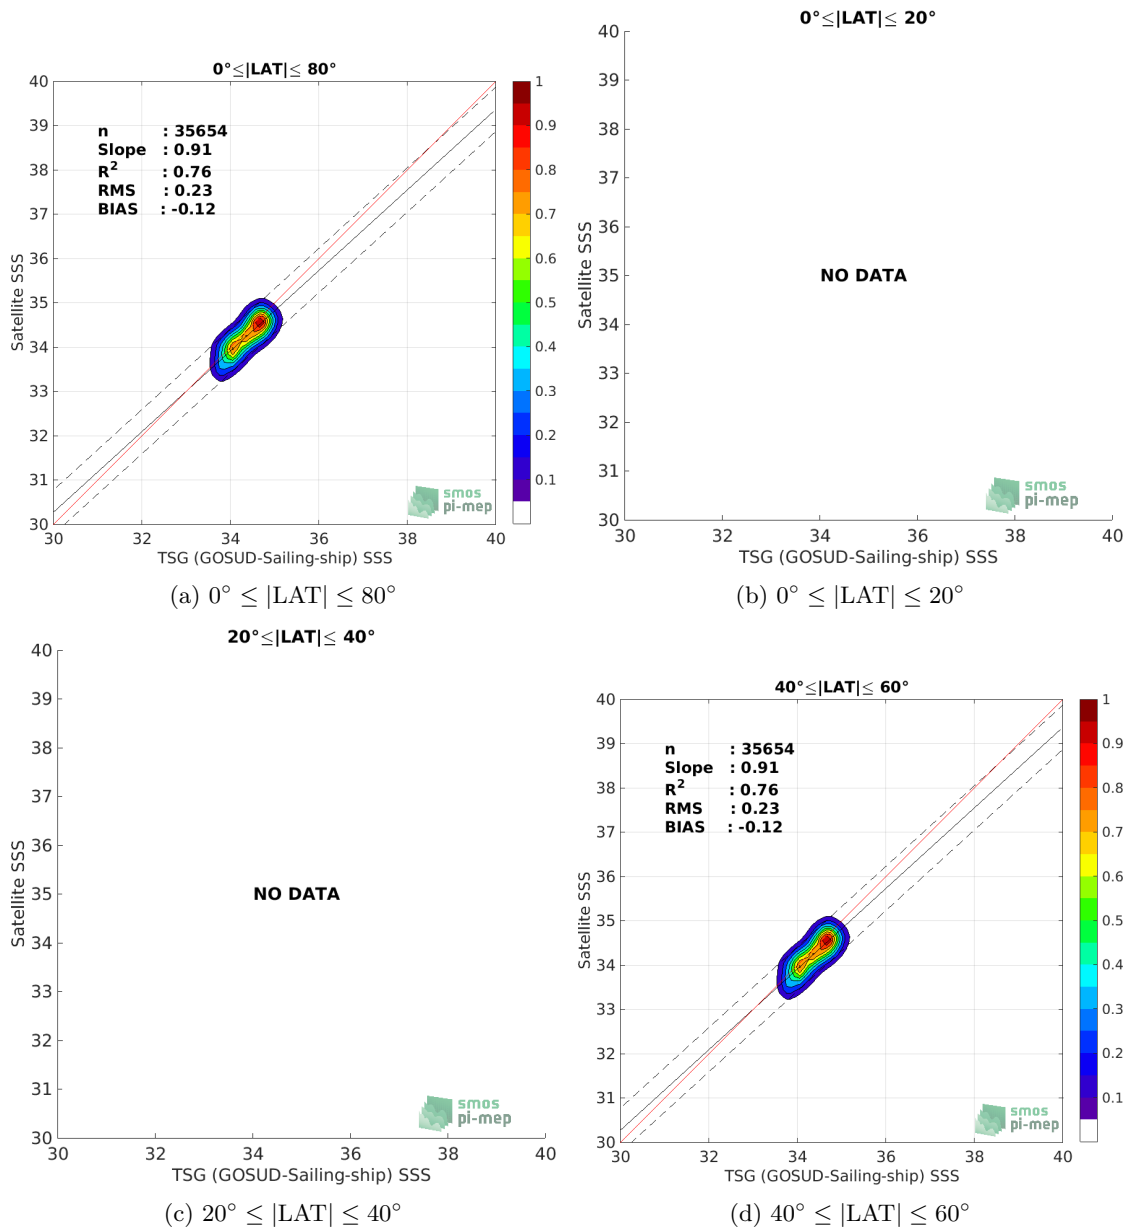 0°≤|LAT|≤ 80°
40
39
38
37
36
35
34
33
32
31
30
Satellite SSS
n : 35654
Slope : 0.91
R² : 0.76
RMS : 0.23
BIAS : -0.12
1
0.9
0.8
0.7
0.6
0.5
0.4
0.3
0.2
0.1
smos
pi-mep
30 32 34 36 38 40
TSG (GOSUD-Sailing-ship) SSS
(a) 0° ≤ |LAT| ≤ 80°
0°≤|LAT|≤ 20°
40
39
38
37
36
35
34
33
32
31
30
Satellite SSS
NO DATA
smos
pi-mep
30 32 34 36 38 40
TSG (GOSUD-Sailing-ship) SSS
(b) 0° ≤ |LAT| ≤ 20°
20°≤|LAT|≤ 40°
40
39
38
37
36
35
34
33
32
31
30
Satellite SSS
NO DATA
smos
pi-mep
30 32 34 36 38 40
TSG (GOSUD-Sailing-ship) SSS
(c) 20° ≤ |LAT| ≤ 40°
40°≤|LAT|≤ 60°
40
39
38
37
36
35
34
33
32
31
30
Satellite SSS
n : 35654
Slope : 0.91
R² : 0.76
RMS : 0.23
BIAS : -0.12
1
0.9
0.8
0.7
0.6
0.5
0.4
0.3
0.2
0.1
smos
pi-mep
30 32 34 36 38 40
TSG (GOSUD-Sailing-ship) SSS
(d) 40° ≤ |LAT| ≤ 60°